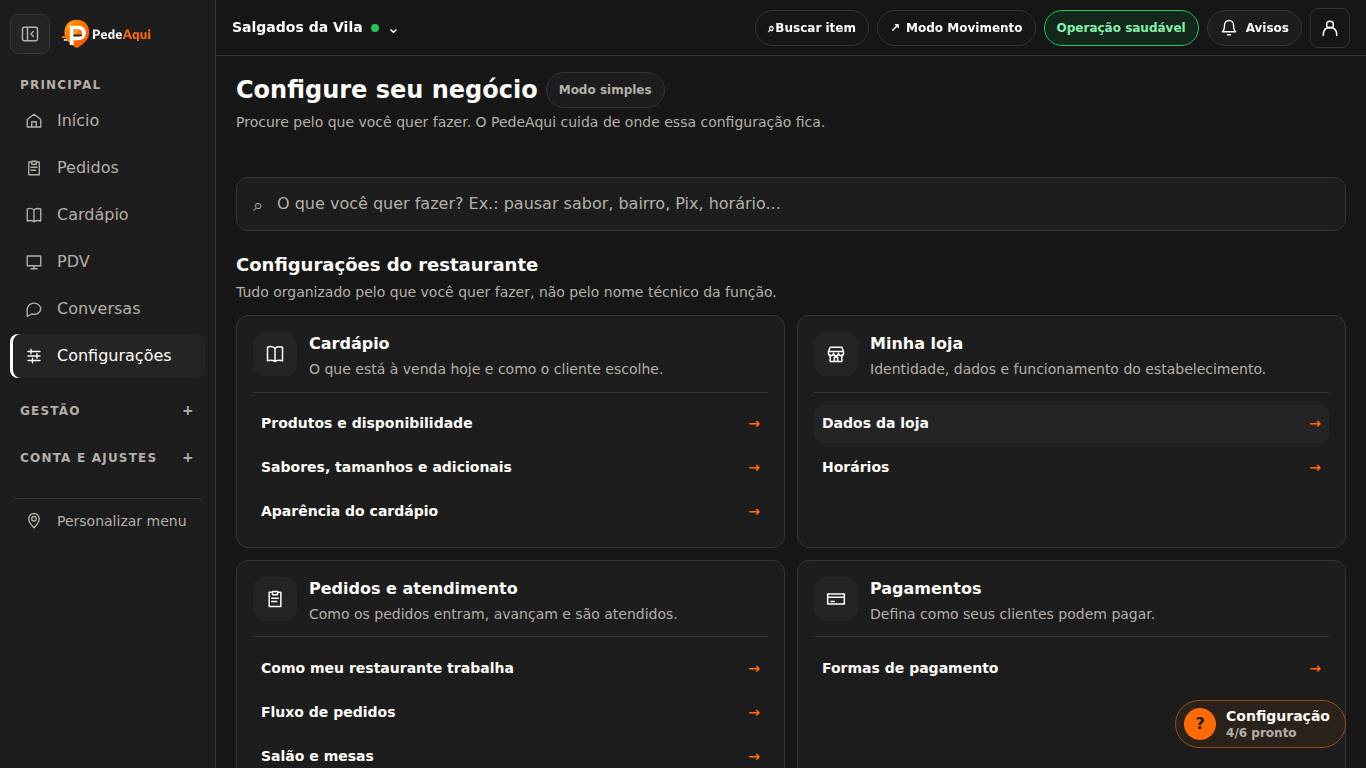 PedeAqui
PRINCIPAL
Início
Pedidos
Cardápio
PDV
Conversas
Configurações
GESTÃO +
CONTA E AJUSTES +
Personalizar menu
Salgados da Vila
Buscar item
Modo Movimento
Operação saudável
Avisos
Configure seu negócio
Modo simples
Procure pelo que você quer fazer. O PedeAqui cuida de onde essa configuração fica.
O que você quer fazer? Ex.: pausar sabor, bairro, Pix, horário...
Configurações do restaurante
Tudo organizado pelo que você quer fazer, não pelo nome técnico da função.
Cardápio
O que está à venda hoje e como o cliente escolhe.
Produtos e disponibilidade →
Sabores, tamanhos e adicionais →
Aparência do cardápio →
Minha loja
Identidade, dados e funcionamento do estabelecimento.
Dados da loja →
Horários →
Pedidos e atendimento
Como os pedidos entram, avançam e são atendidos.
Como meu restaurante trabalha →
Fluxo de pedidos →
Salão e mesas →
Pagamentos
Defina como seus clientes podem pagar.
Formas de pagamento →
?
Configuração
4/6 pronto